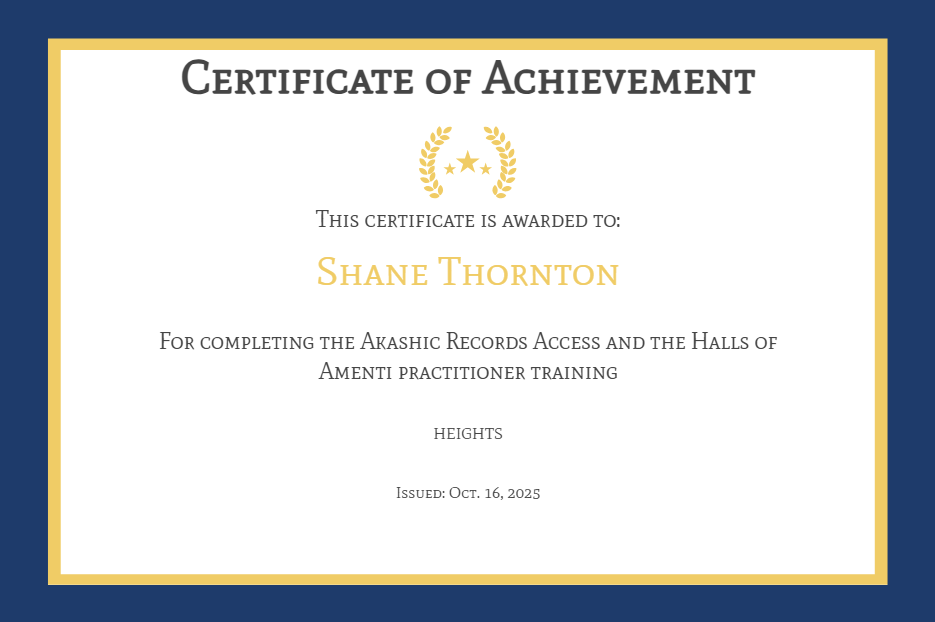 Certificate of Achievement
This certificate is awarded to:
Shane Thornton
For completing the Akashic Records Access and the Halls of
Amenti practitioner training
HEIGHTS
Issued: Oct. 16, 2025